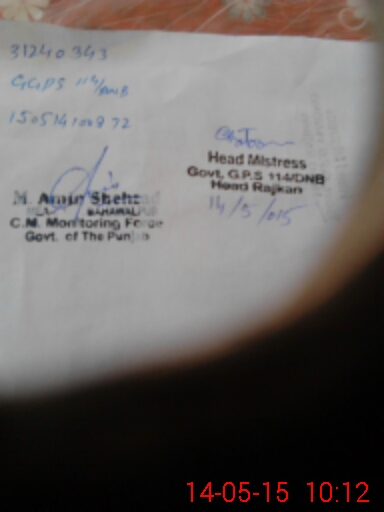 31240343
GGPS 114/DNB
150514100872
Head Mistress
Govt. G.P.S 114/DNB
Head Rajkan
14/5/015
M. Amin Shehzad
BAHAWALPUR
C.M. Monitoring Force
Govt. of The Punjab
14-05-15 10:12